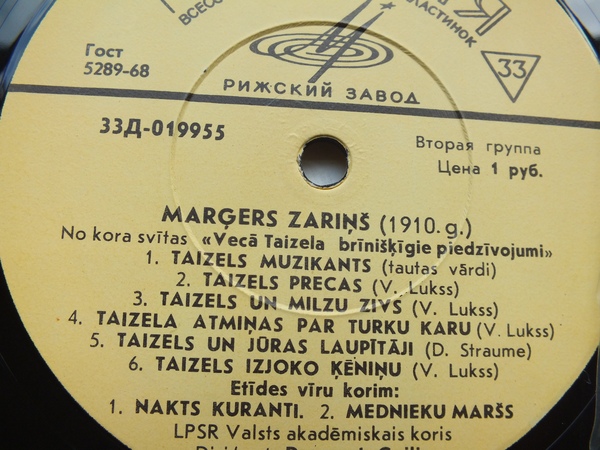 ПЛАСТИНОК
Гост
5289-68
33
РИЖСКИЙ ЗАВОД
33Д-019955
Вторая группа
Цена 1 руб.
MARĢERS ZARIŅŠ (1910. g.)
No kora svītas «Vecā Taizela brīnišķīgie piedzīvojumi»
1. TAIZELS MUZIKANTS (tautas vārdi)
2. TAIZELS PRECAS (V. Lukss)
3. TAIZELS UN MILZU ZIVS (V. Lukss)
4. TAIZELA ATMIŅAS PAR TURKU KARU (V. Lukss)
5. TAIZELS UN JŪRAS LAUPĪTĀJI (D. Straume)
6. TAIZELS IZJOKO ĶĒNIŅU (V. Lukss)
Etīdes vīru korim:
1. NAKTS KURANTI. 2. MEDNIEKU MARŠS
LPSR Valsts akadēmiskais koris